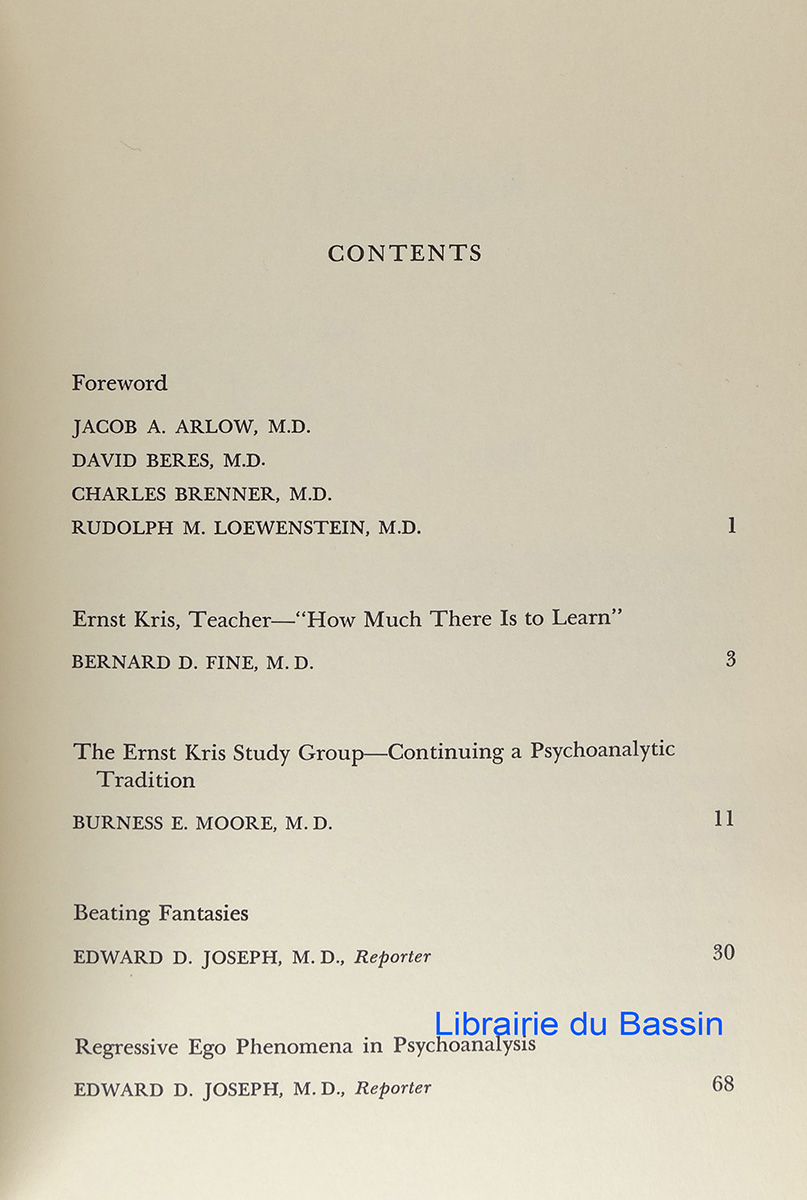 CONTENTS
Foreword
JACOB A. ARLOW, M.D.
DAVID BERES, M.D.
CHARLES BRENNER, M.D.
RUDOLPH M. LOEWENSTEIN, M.D. 1
Ernst Kris, Teacher—“How Much There Is to Learn”
BERNARD D. FINE, M. D. 3
The Ernst Kris Study Group—Continuing a Psychoanalytic
Tradition
BURNESS E. MOORE, M. D. 11
Beating Fantasies
EDWARD D. JOSEPH, M. D., Reporter 30
Librairie du Bassin
Regressive Ego Phenomena in Psychoanalysis
EDWARD D. JOSEPH, M. D., Reporter 68